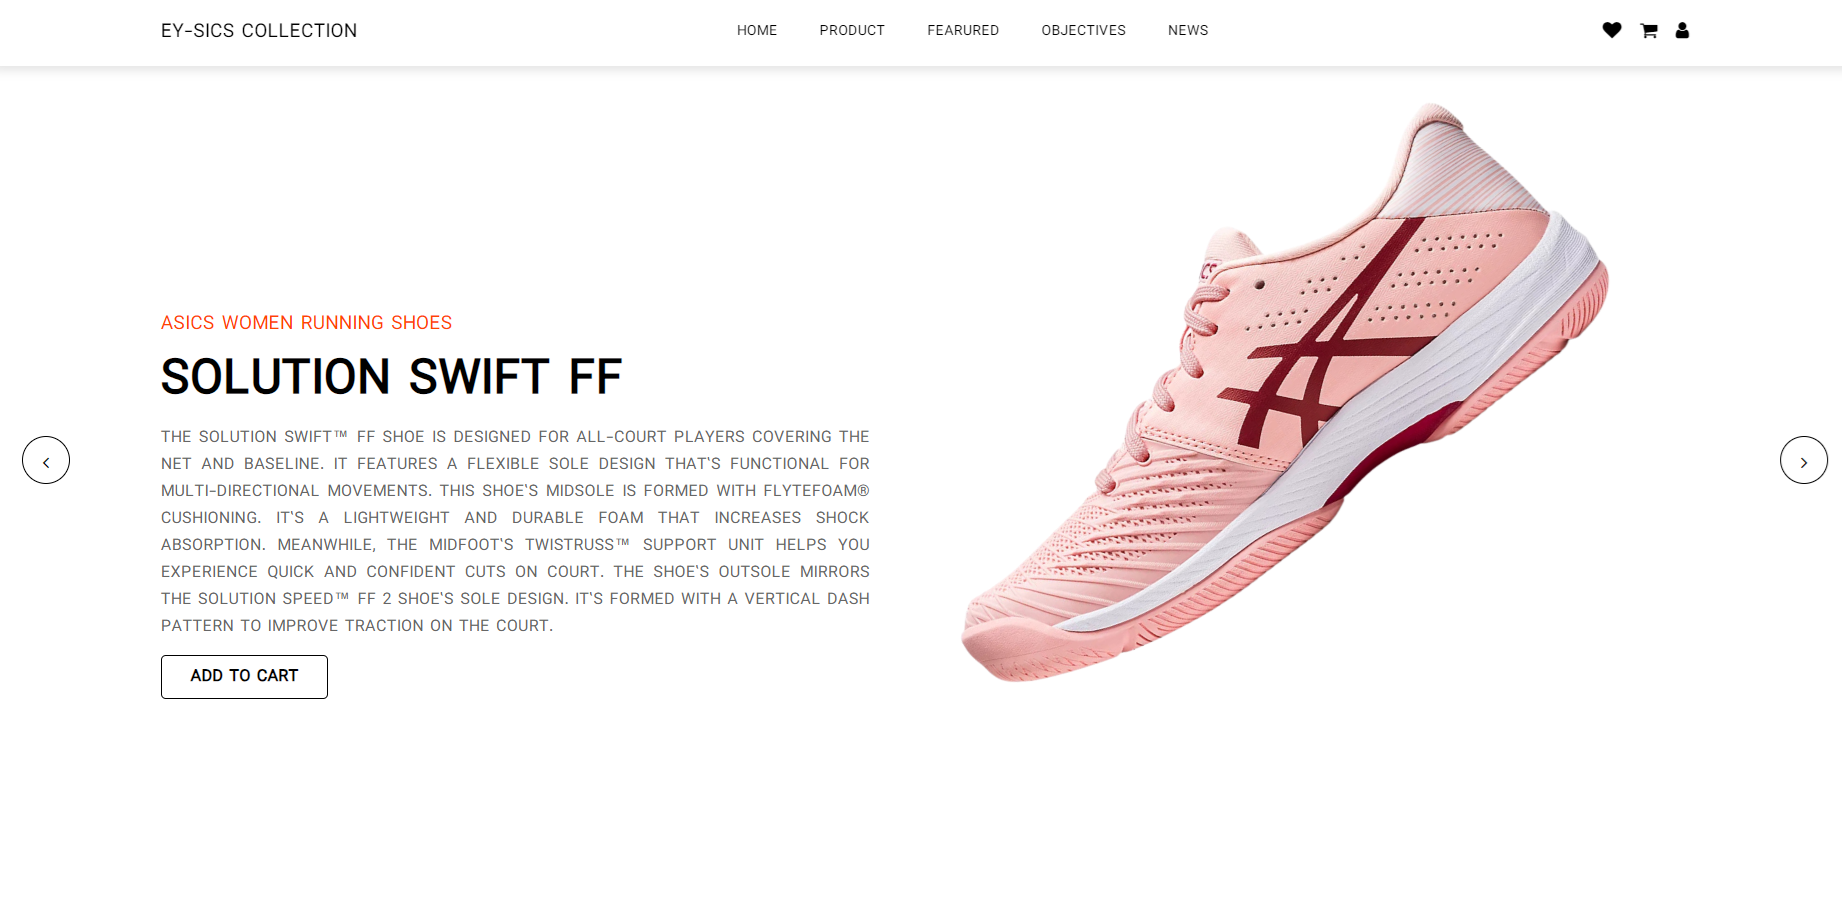 EY-SICS COLLECTION
HOME PRODUCT FEARURED OBJECTIVES NEWS
ASICS WOMEN RUNNING SHOES
SOLUTION SWIFT FF
THE SOLUTION SWIFT™ FF SHOE IS DESIGNED FOR ALL-COURT PLAYERS COVERING THE
NET AND BASELINE. IT FEATURES A FLEXIBLE SOLE DESIGN THAT'S FUNCTIONAL FOR
MULTI-DIRECTIONAL MOVEMENTS. THIS SHOE'S MIDSOLE IS FORMED WITH FLYTEFOAM®
CUSHIONING. IT'S A LIGHTWEIGHT AND DURABLE FOAM THAT INCREASES SHOCK
ABSORPTION. MEANWHILE, THE MIDFOOT'S TWISTRUSS™ SUPPORT UNIT HELPS YOU
EXPERIENCE QUICK AND CONFIDENT CUTS ON COURT. THE SHOE'S OUTSOLE MIRRORS
THE SOLUTION SPEED™ FF 2 SHOE'S SOLE DESIGN. IT'S FORMED WITH A VERTICAL DASH
PATTERN TO IMPROVE TRACTION ON THE COURT.
ADD TO CART